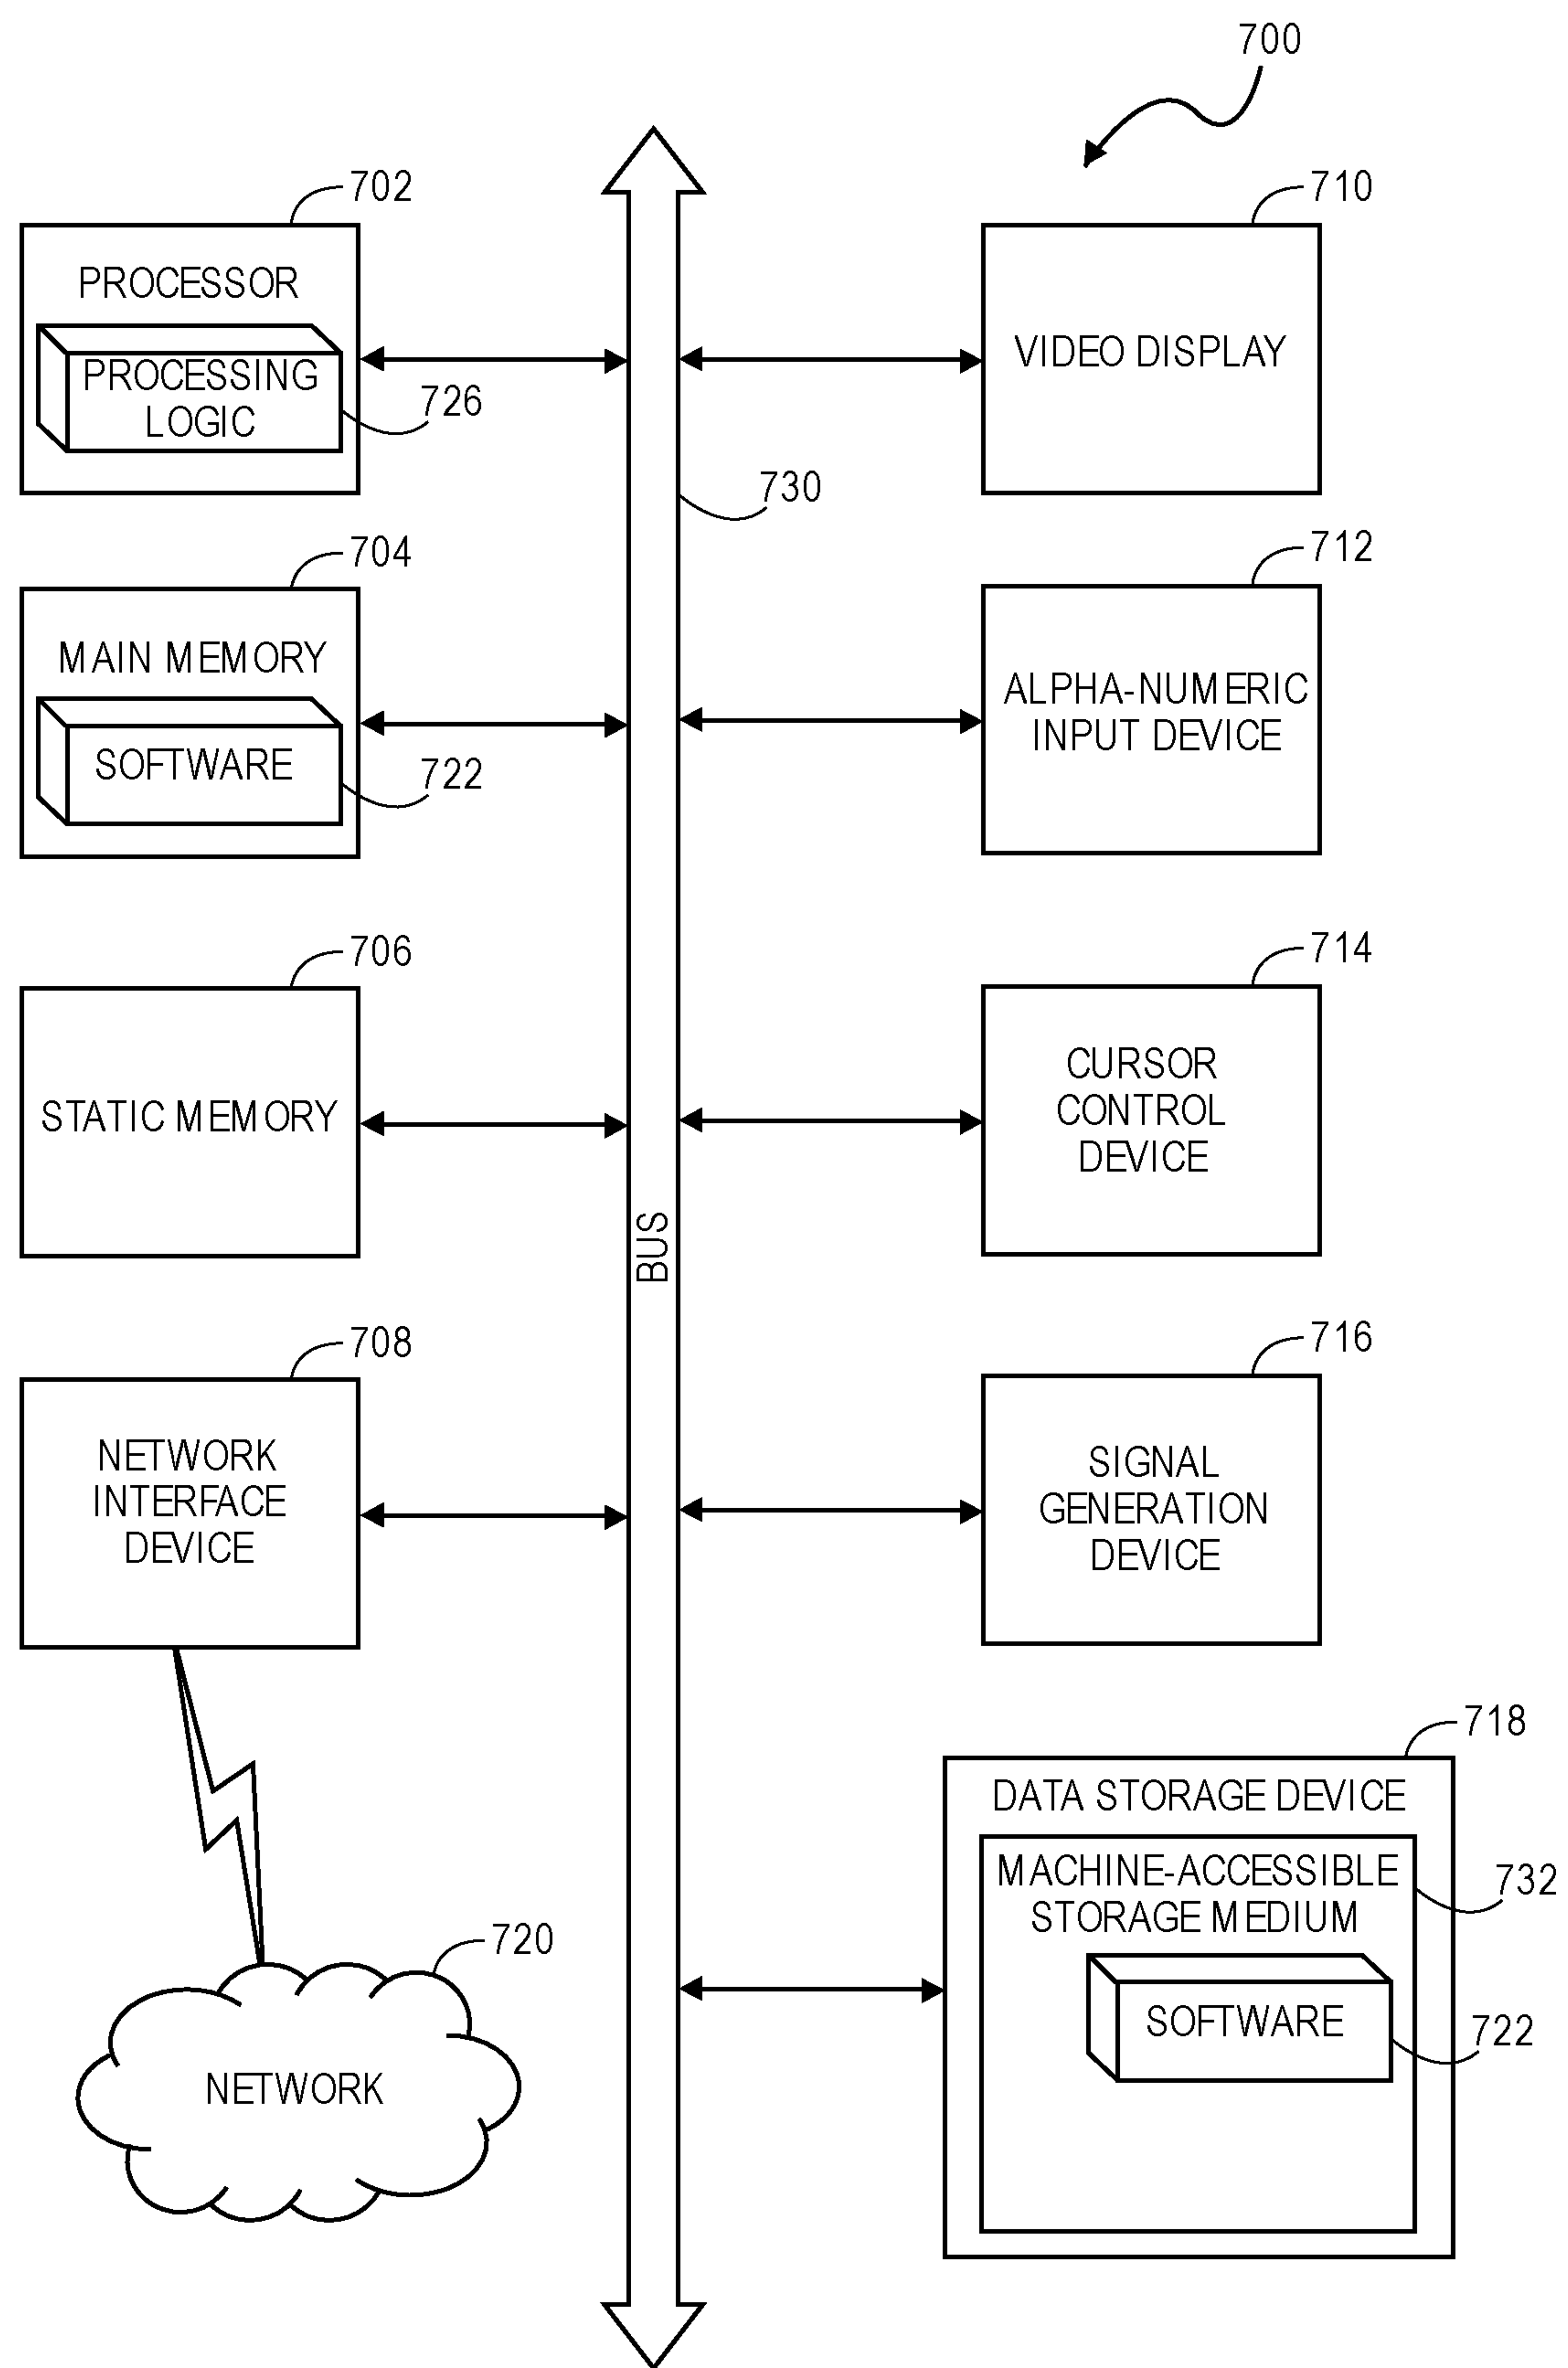 700
702
PROCESSOR
PROCESSING
LOGIC
726
704
MAIN MEMORY
SOFTWARE
722
706
STATIC MEMORY
708
NETWORK
INTERFACE
DEVICE
720
NETWORK
730
BUS
710
VIDEO DISPLAY
712
ALPHA-NUMERIC
INPUT DEVICE
714
CURSOR
CONTROL
DEVICE
716
SIGNAL
GENERATION
DEVICE
718
DATA STORAGE DEVICE
MACHINE-ACCESSIBLE
STORAGE MEDIUM
732
SOFTWARE
722